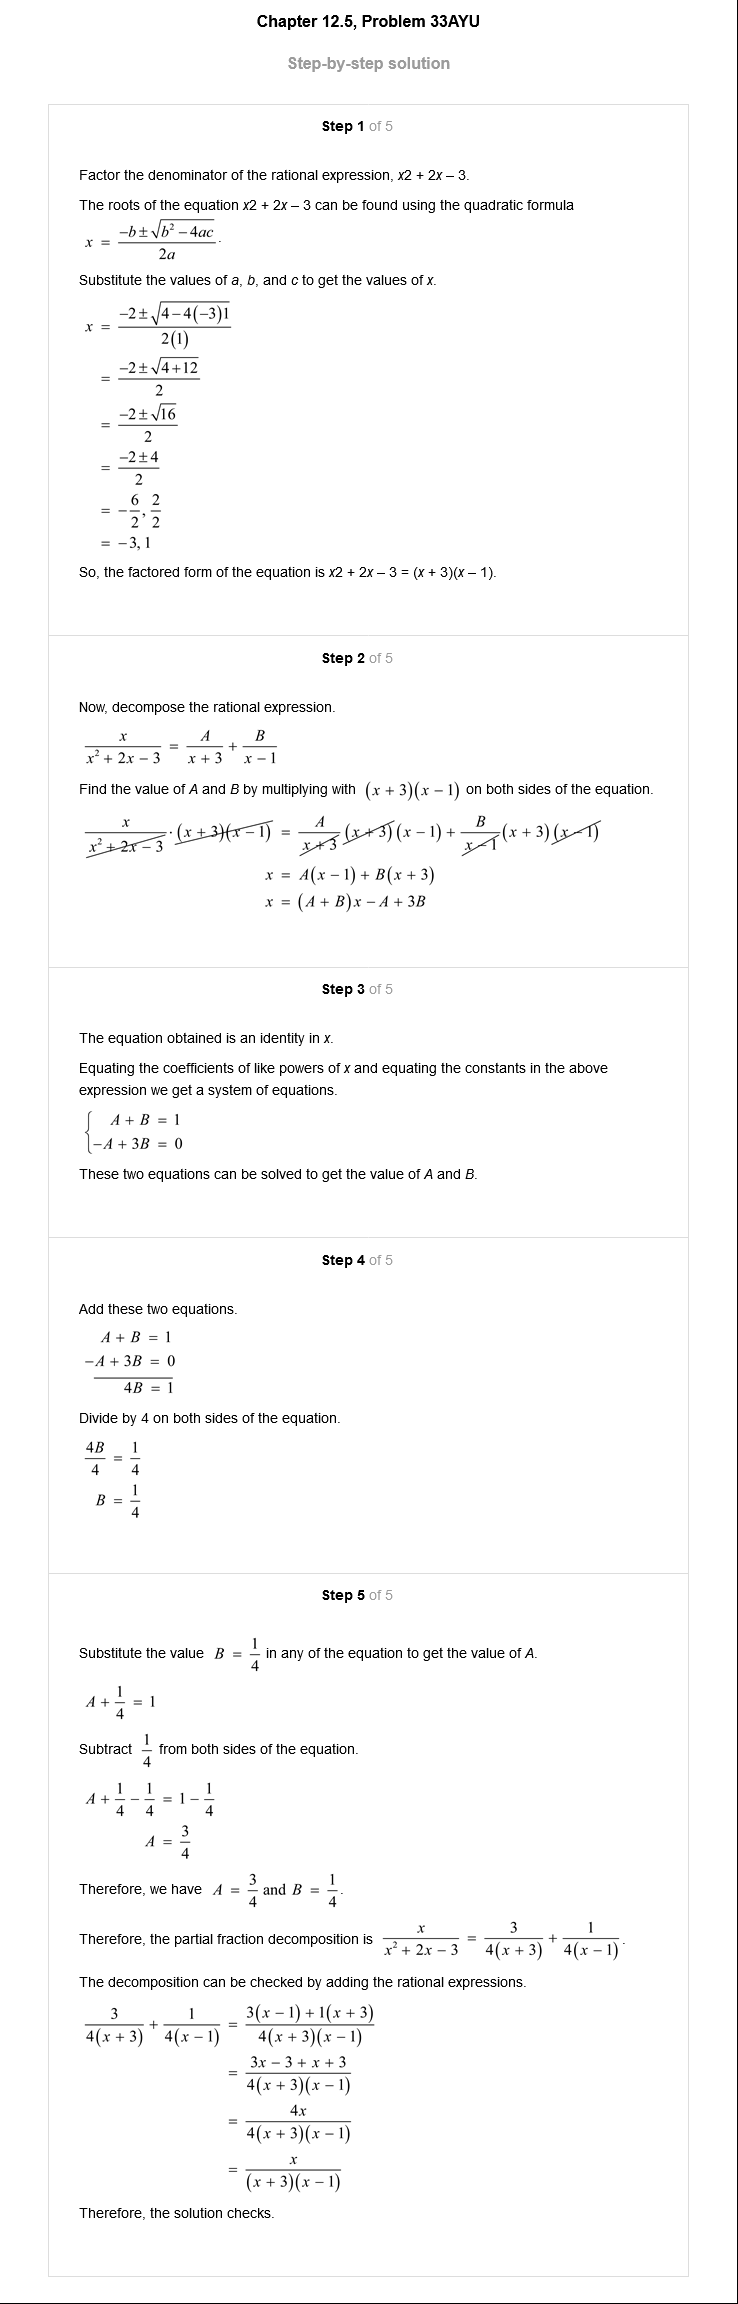 Chapter 12.5, Problem 33AYU
Step-by-step solution
Step 1 of 5
Factor the denominator of the rational expression, x2 + 2x – 3.
The roots of the equation x2 + 2x – 3 can be found using the quadratic formula
x = \frac{-b ± \sqrt{b^2 - 4ac}}{2a}.
Substitute the values of a, b, and c to get the values of x.
x = \frac{-2 ± \sqrt{4 - 4(-3)1}}{2(1)}
= \frac{-2 ± \sqrt{4 + 12}}{2}
= \frac{-2 ± \sqrt{16}}{2}
= \frac{-2 ± 4}{2}
= -\frac{6}{2}, \frac{2}{2}
= -3, 1
So, the factored form of the equation is x2 + 2x – 3 = (x + 3)(x – 1).
Step 2 of 5
Now, decompose the rational expression.
\frac{x}{x^2 + 2x - 3} = \frac{A}{x + 3} + \frac{B}{x - 1}
Find the value of A and B by multiplying with (x + 3)(x − 1) on both sides of the equation.
\frac{x}{x^2 + 2x - 3} · (x + 3)(x - 1) = \frac{A}{x + 3}(x + 3)(x - 1) + \frac{B}{x - 1}(x + 3)(x - 1)
x = A(x − 1) + B(x + 3)
x = (A + B)x − A + 3B
Step 3 of 5
The equation obtained is an identity in x.
Equating the coefficients of like powers of x and equating the constants in the above
expression we get a system of equations.
{ A + B = 1
−A + 3B = 0
These two equations can be solved to get the value of A and B.
Step 4 of 5
Add these two equations.
A + B = 1
−A + 3B = 0
4B = 1
Divide by 4 on both sides of the equation.
\frac{4B}{4} = \frac{1}{4}
B = \frac{1}{4}
Step 5 of 5
Substitute the value B = \frac{1}{4} in any of the equation to get the value of A.
A + \frac{1}{4} = 1
Subtract \frac{1}{4} from both sides of the equation.
A + \frac{1}{4} - \frac{1}{4} = 1 - \frac{1}{4}
A = \frac{3}{4}
Therefore, we have A = \frac{3}{4} and B = \frac{1}{4}.
Therefore, the partial fraction decomposition is \frac{x}{x^2 + 2x - 3} = \frac{3}{4(x + 3)} + \frac{1}{4(x - 1)}.
The decomposition can be checked by adding the rational expressions.
\frac{3}{4(x + 3)} + \frac{1}{4(x - 1)} = \frac{3(x - 1) + 1(x + 3)}{4(x + 3)(x - 1)}
= \frac{3x - 3 + x + 3}{4(x + 3)(x - 1)}
= \frac{4x}{4(x + 3)(x - 1)}
= \frac{x}{(x + 3)(x - 1)}
Therefore, the solution checks.